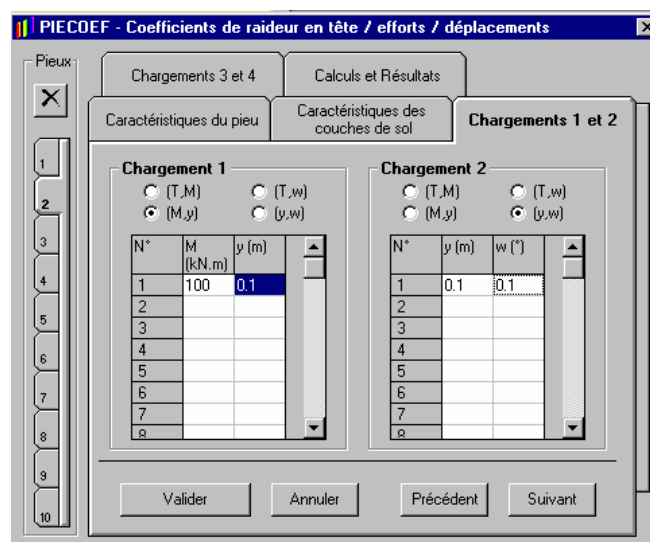 PIECOEF - Coefficients de raideur en tête / efforts / déplacements
Pieux
1
2
3
4
5
6
7
8
9
10
Chargements 3 et 4
Calculs et Résultats
Caractéristiques du pieu
Caractéristiques des
couches de sol
Chargements 1 et 2
Chargement 1
(T,M)
(T,w)
(M,y)
(y,w)
N°
M
(kN.m)
y (m)
1
100
0.1
2
3
4
5
6
7
8
Chargement 2
(T,M)
(T,w)
(M,y)
(y,w)
N°
y (m)
w (°)
1
0.1
0.1
2
3
4
5
6
7
8
Valider
Annuler
Précédent
Suivant